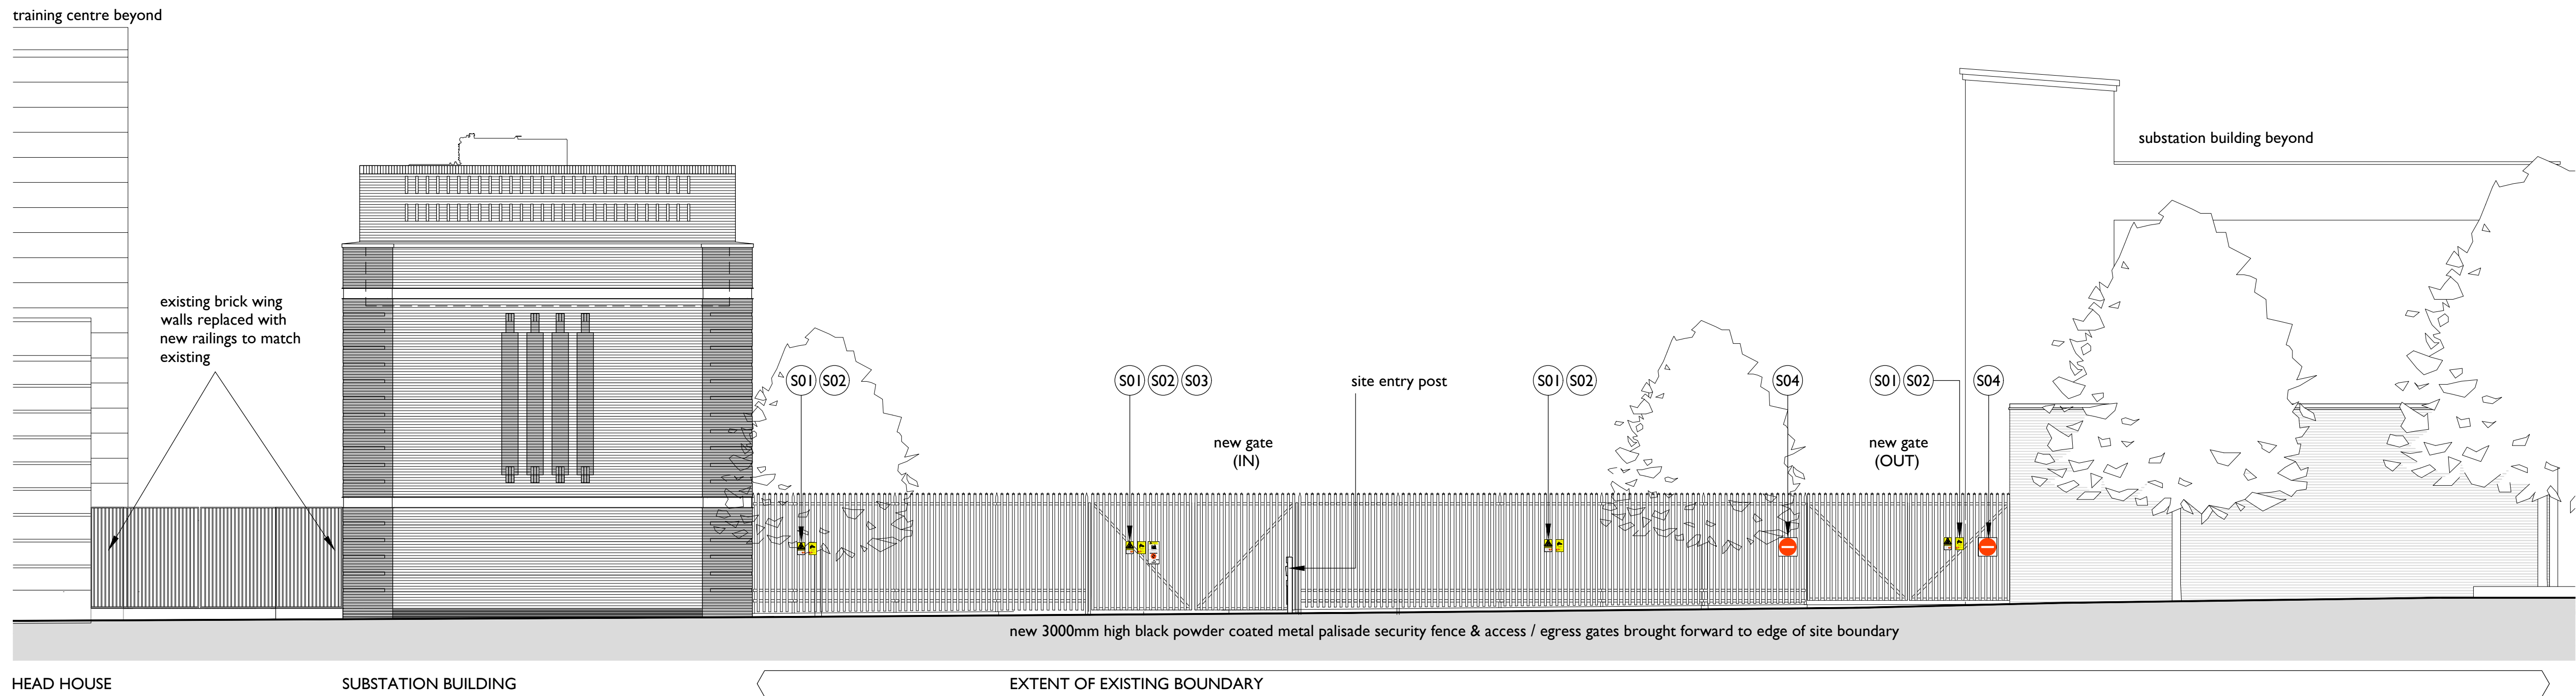 training centre beyond
substation building beyond
existing brick wing
walls replaced with
new railings to match
existing
S01 S02
S01 S02 S03
site entry post
S01 S02
S04
S01 S02
S04
new gate
(IN)
new gate
(OUT)
new 3000mm high black powder coated metal palisade security fence & access / egress gates brought forward to edge of site boundary
HEAD HOUSE
SUBSTATION BUILDING
EXTENT OF EXISTING BOUNDARY